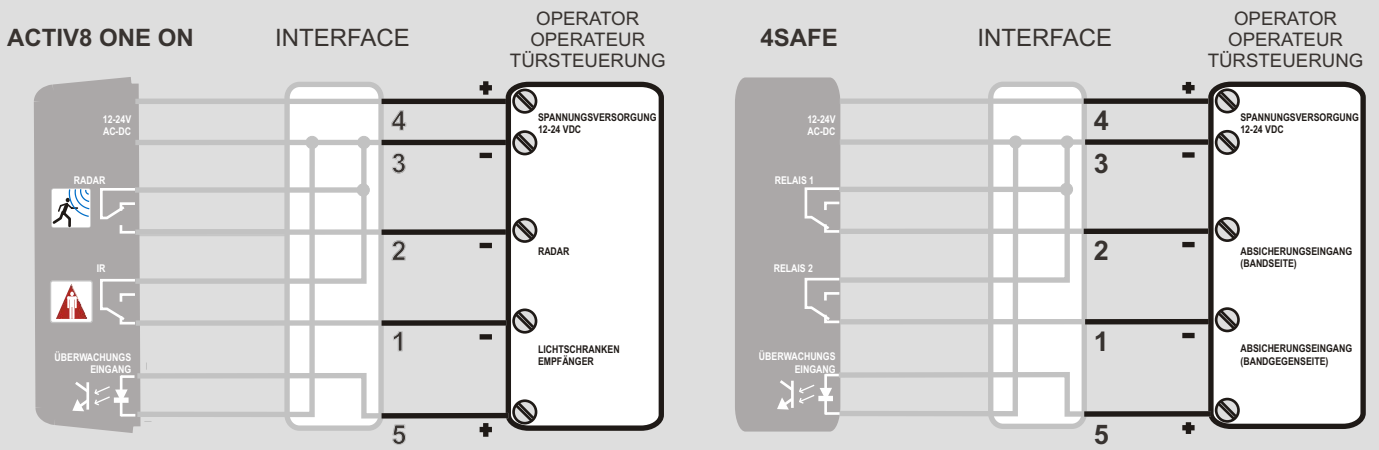 ACTIV8 ONE ON
INTERFACE
OPERATOR
OPERATEUR
TÜRSTEUERUNG
12-24V
AC-DC
RADAR
IR
ÜBERWACHUNGS
EINGANG
4
+
3
-
2
-
1
-
5
+
SPANNUNGSVERSORGUNG
12-24 VDC
RADAR
LICHTSCHRANKEN
EMPFÄNGER
4SAFE
INTERFACE
OPERATOR
OPERATEUR
TÜRSTEUERUNG
12-24V
AC-DC
RELAIS 1
RELAIS 2
ÜBERWACHUNGS
EINGANG
4
+
3
-
2
-
1
-
5
+
SPANNUNGSVERSORGUNG
12-24 VDC
ABSICHERUNGSEINGANG
(BANDSEITE)
ABSICHERUNGSEINGANG
(BANDGEGENSEITE)